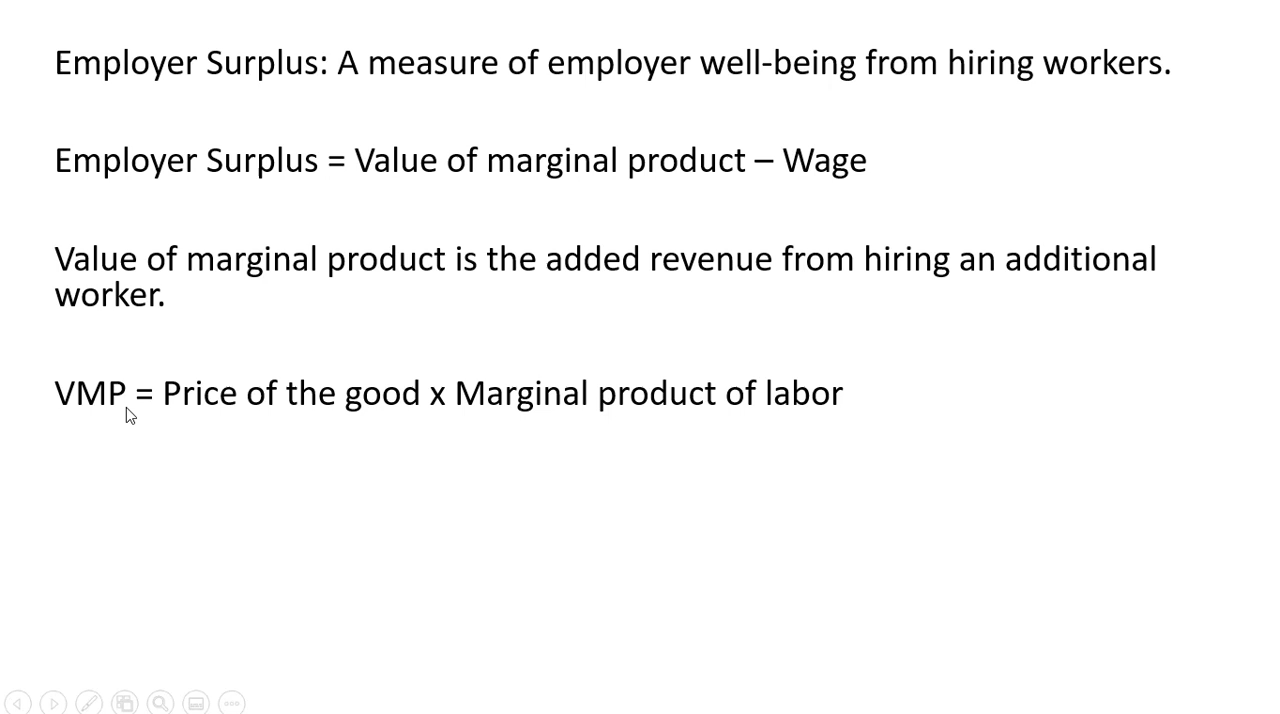 Employer Surplus: A measure of employer well-being from hiring workers.
Employer Surplus = Value of marginal product – Wage
Value of marginal product is the added revenue from hiring an additional
worker.
VMP = Price of the good x Marginal product of labor